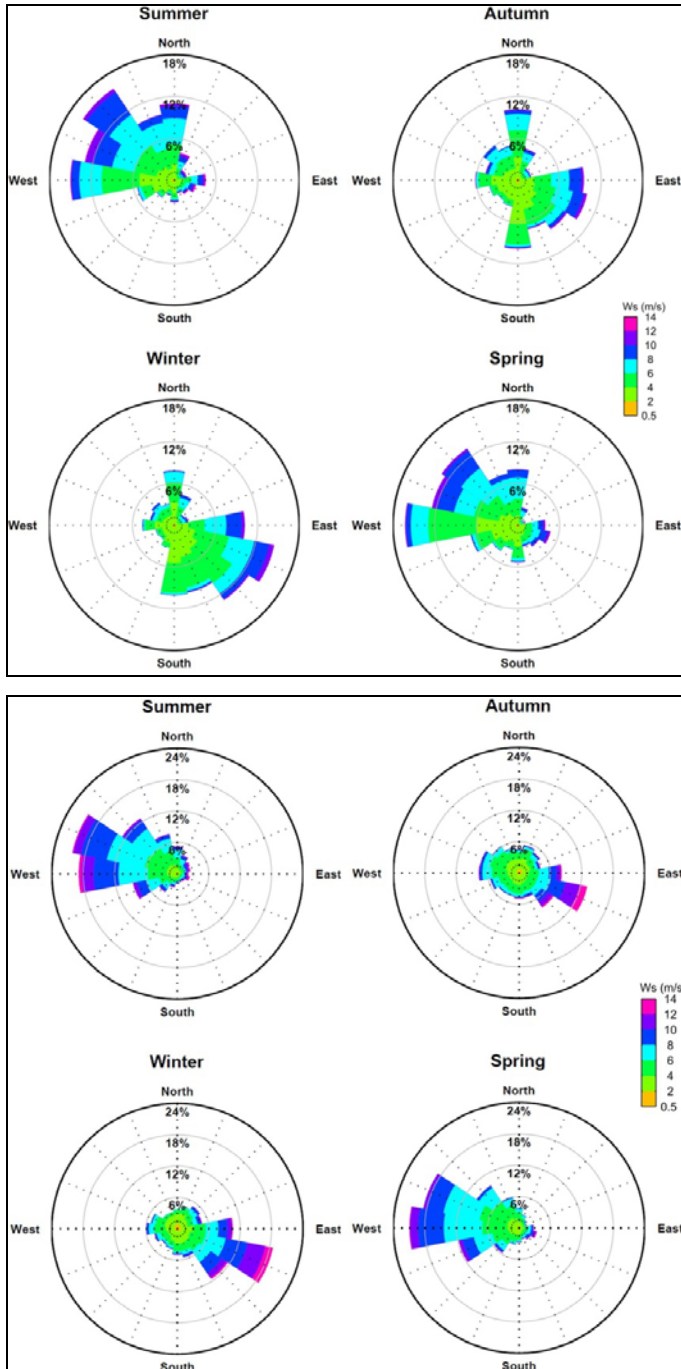 Summer Autumn
North North
18% 18%
12% 12%
6% 6%
West East West East
South South
Ws (m/s)
14
12
10
8
6
4
2
0.5
Winter Spring
North North
18% 18%
12% 12%
6% 6%
West East West East
South South
Summer Autumn
North North
24% 24%
18% 18%
12% 12%
6% 6%
West East West East
South South
Ws (m/s)
14
12
10
8
6
4
2
0.5
Winter Spring
North North
24% 24%
18% 18%
12% 12%
6% 6%
West East West East
South South